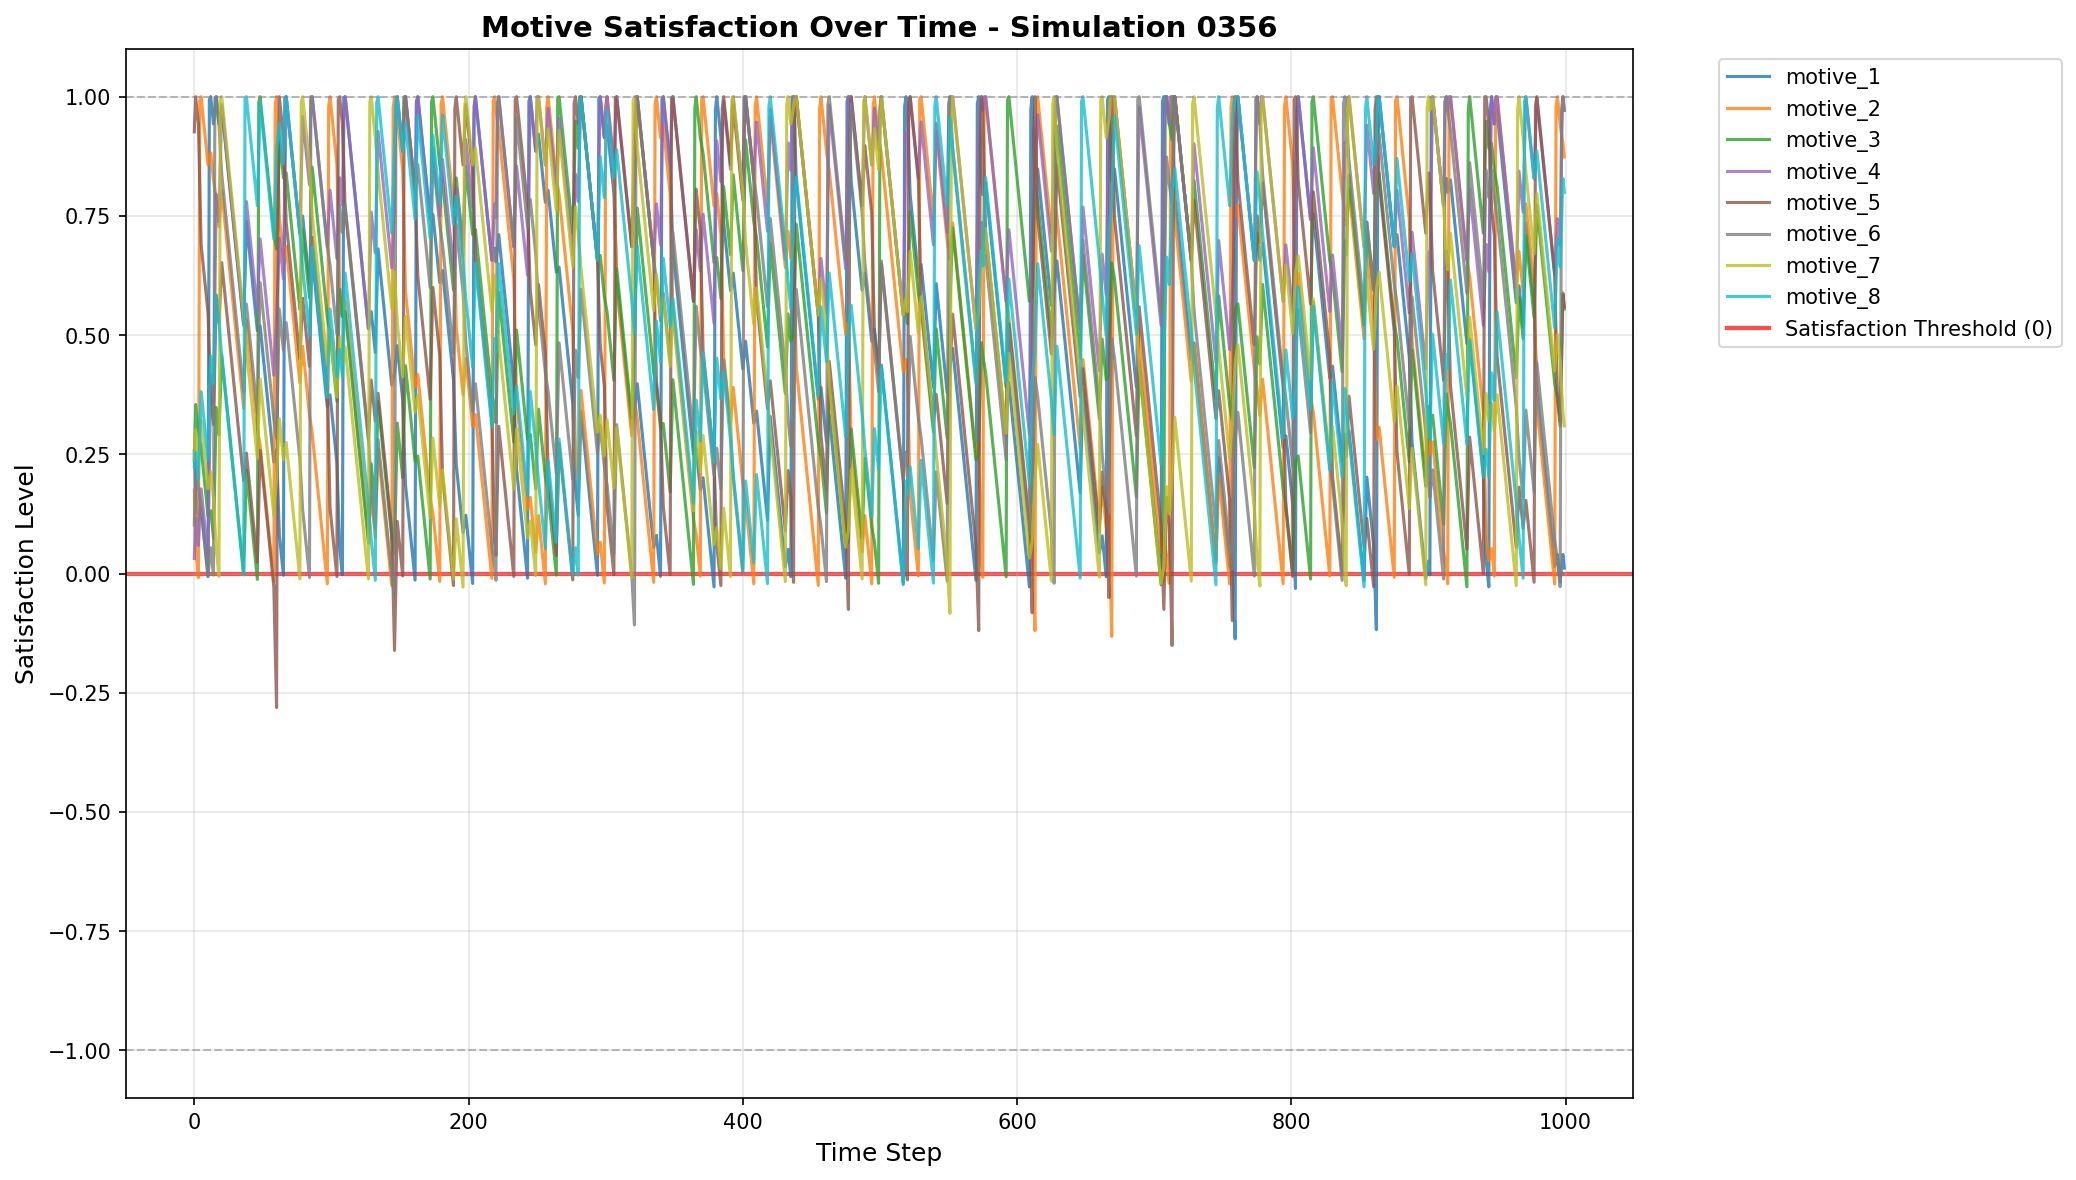 Motive Satisfaction Over Time - Simulation 0356
motive_1
motive_2
motive_3
motive_4
motive_5
motive_6
motive_7
motive_8
Satisfaction Threshold (0)
Satisfaction Level
1.00
0.75
0.50
0.25
0.00
−0.25
−0.50
−0.75
−1.00
0 200 400 600 800 1000
Time Step